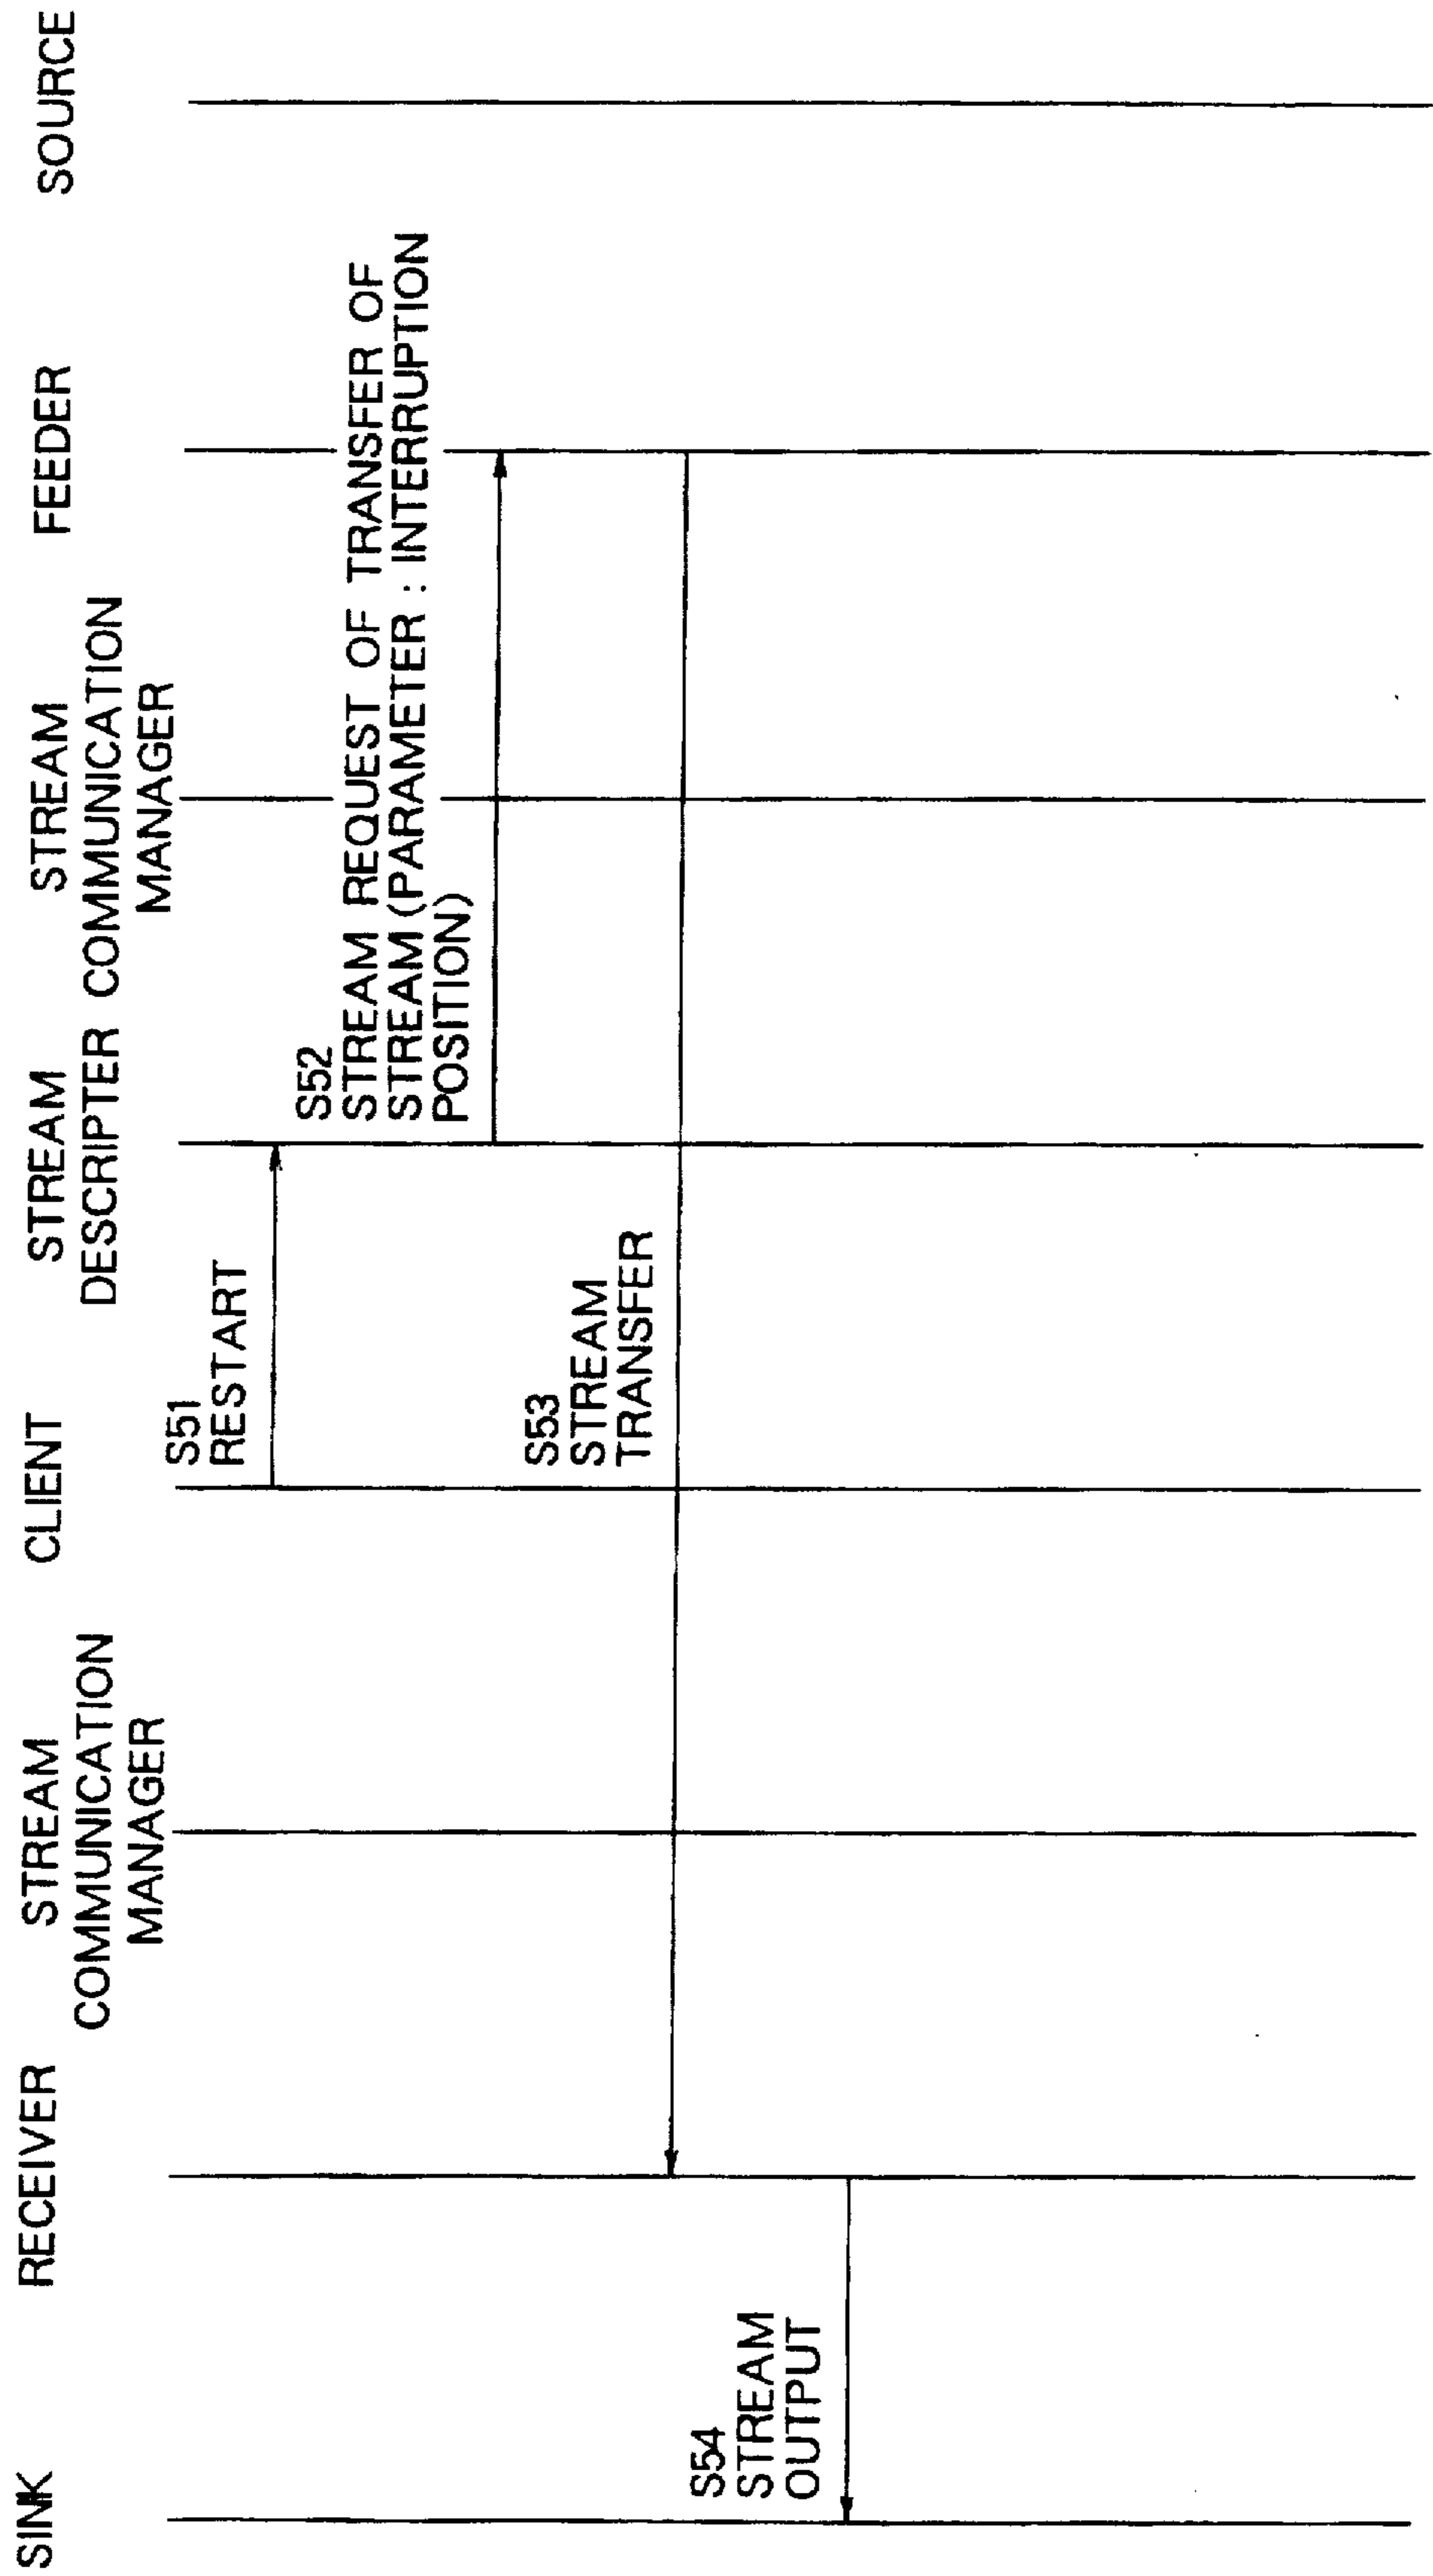 SINK
RECEIVER
STREAM
COMMUNICATION
MANAGER
CLIENT
STREAM
DESCRIPTER
STREAM
COMMUNICATION
MANAGER
FEEDER
SOURCE
S51
RESTART
S52
STREAM REQUEST OF TRANSFER OF
STREAM (PARAMETER : INTERRUPTION
POSITION)
S53
STREAM
TRANSFER
S54
STREAM
OUTPUT